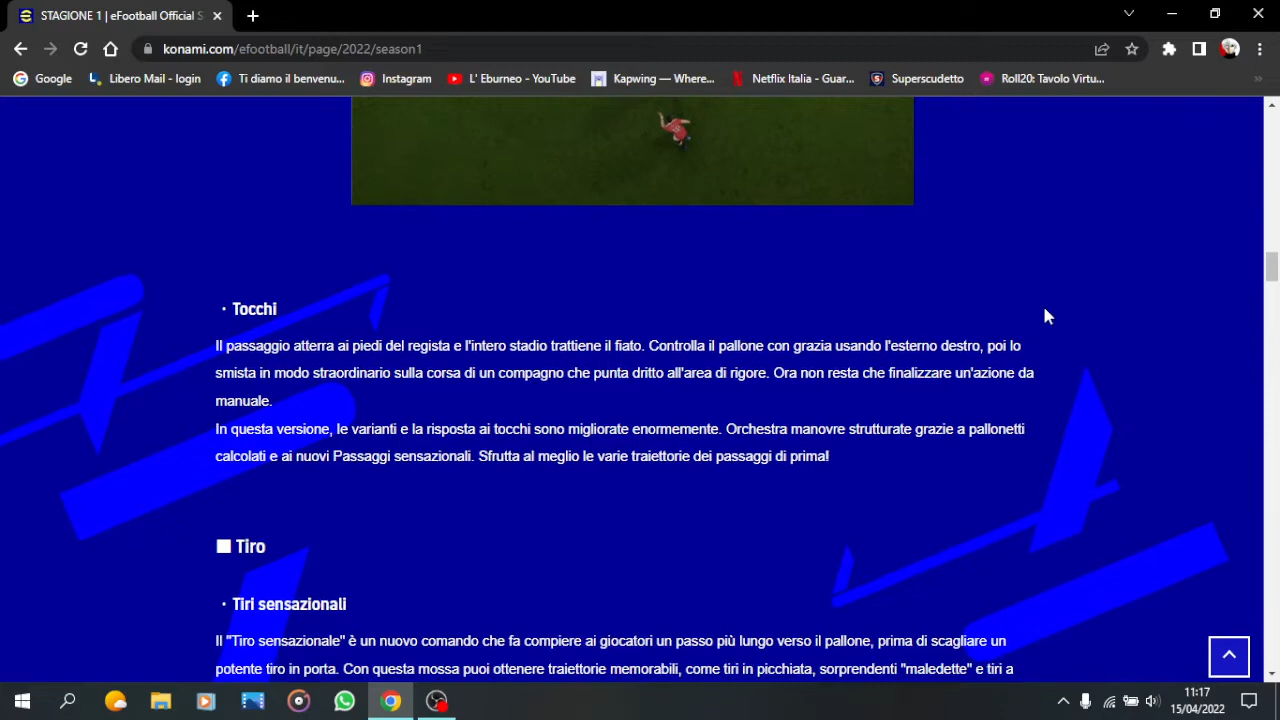 STAGIONE 1 | eFootball Official S
konami.com/efootball/it/page/2022/season1
Google
Libero Mail - login
Ti diamo il benvenu...
Instagram
L' Eburneo - YouTube
Kapwing — Where...
Netflix Italia - Guar...
Superscudetto
Roll20: Tavolo Virtu...
»
・Tocchi
Il passaggio atterra ai piedi del regista e l'intero stadio trattiene il fiato. Controlla il pallone con grazia usando l'esterno destro, poi lo
smista in modo straordinario sulla corsa di un compagno che punta dritto all'area di rigore. Ora non resta che finalizzare un'azione da
manuale.
In questa versione, le varianti e la risposta ai tocchi sono migliorate enormemente. Orchestra manovre strutturate grazie a pallonetti
calcolati e ai nuovi Passaggi sensazionali. Sfrutta al meglio le varie traiettorie dei passaggi di prima!
■ Tiro
・Tiri sensazionali
Il "Tiro sensazionale" è un nuovo comando che fa compiere ai giocatori un passo più lungo verso il pallone, prima di scagliare un
potente tiro in porta. Con questa mossa puoi ottenere traiettorie memorabili, come tiri in picchiata, sorprendenti "maledette" e tiri a
11:17
15/04/2022